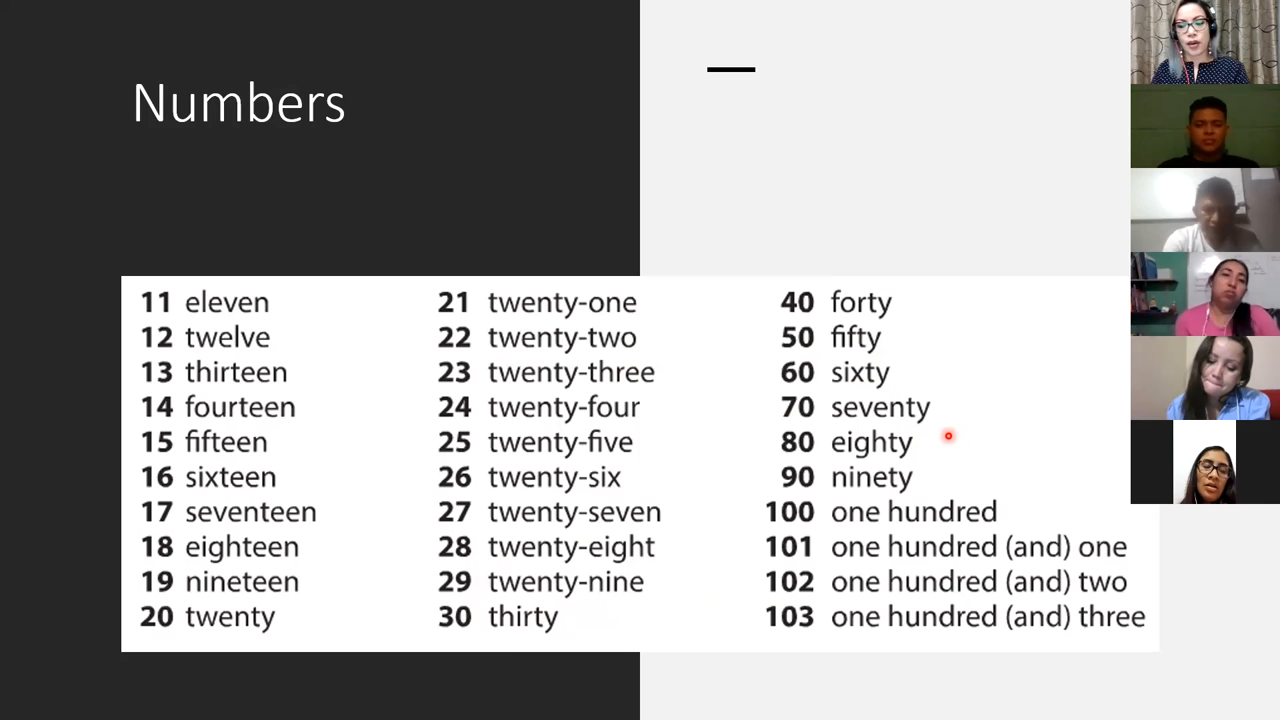 Numbers
11 eleven
12 twelve
13 thirteen
14 fourteen
15 fifteen
16 sixteen
17 seventeen
18 eighteen
19 nineteen
20 twenty
21 twenty-one
22 twenty-two
23 twenty-three
24 twenty-four
25 twenty-five
26 twenty-six
27 twenty-seven
28 twenty-eight
29 twenty-nine
30 thirty
40 forty
50 fifty
60 sixty
70 seventy
80 eighty
90 ninety
100 one hundred
101 one hundred (and) one
102 one hundred (and) two
103 one hundred (and) three